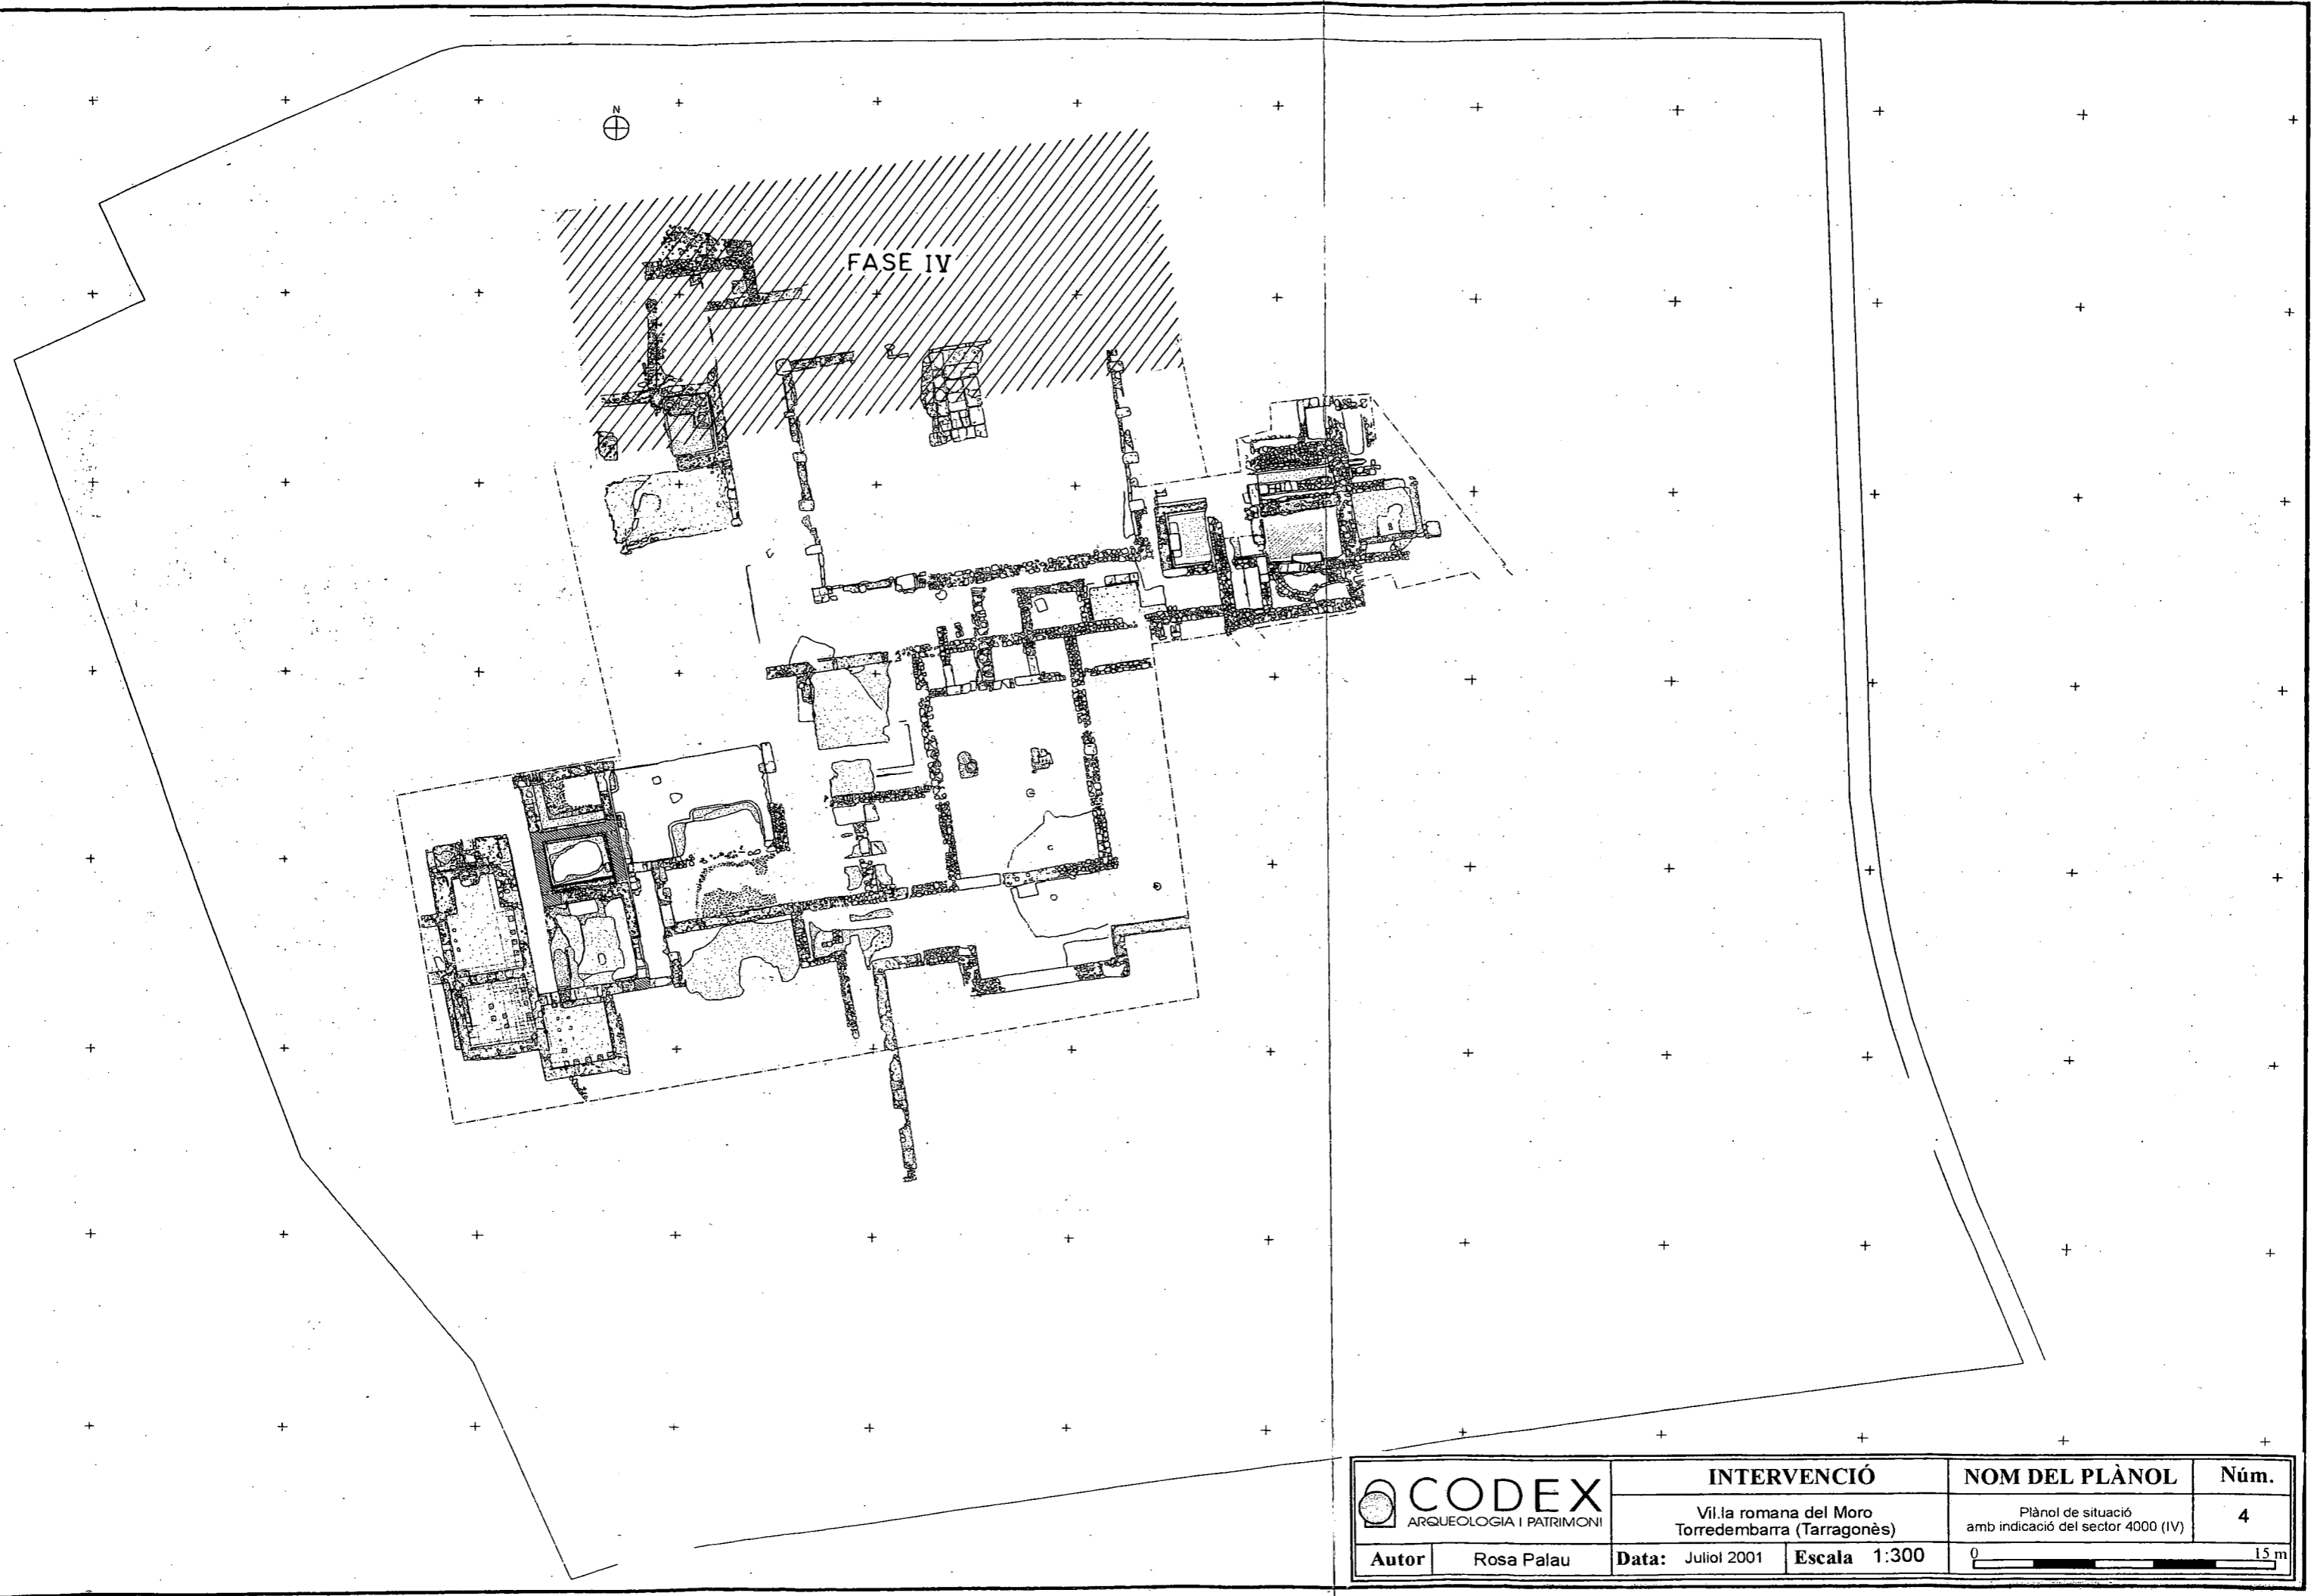 N
FASE IV
CODEX
ARQUEOLOGIA I PATRIMONI
INTERVENCIÓ
Vil.la romana del Moro
Torredembarra (Tarragonès)
NOM DEL PLÀNOL
Plànol de situació
amb indicació del sector 4000 (IV)
Núm.
4
Autor
Rosa Palau
Data: Juliol 2001
Escala 1:300
0
15 m